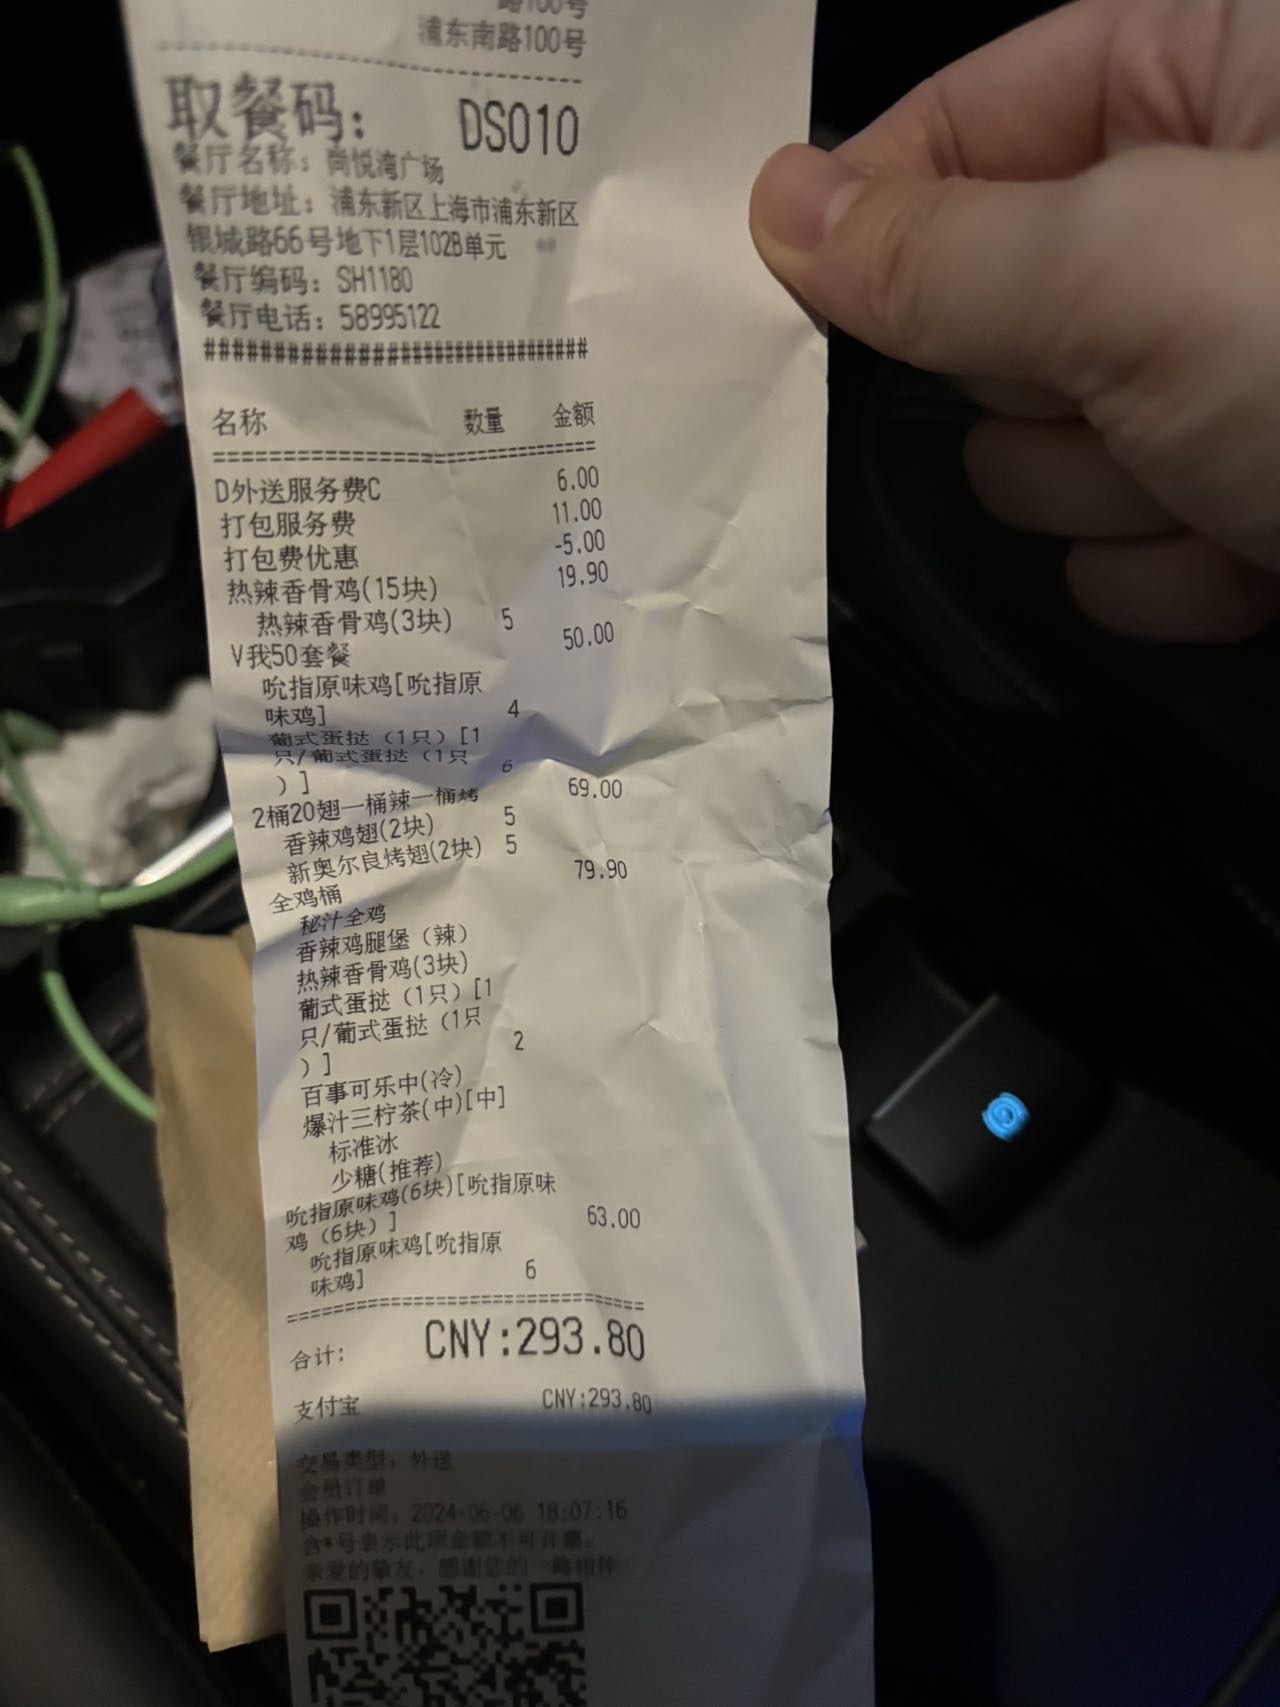 路100号
浦东南路100号
取餐码: DS010
餐厅名称: 尚悦湾广场
餐厅地址: 浦东新区上海市浦东新区
银城路66号地下1层102B单元
餐厅编码: SH1180
餐厅电话: 58995122
##############################
名称 数量 金额
D外送服务费C 6.00
打包服务费 11.00
打包费优惠 -5.00
热辣香骨鸡(15块) 19.90
热辣香骨鸡(3块) 5
V我50套餐 50.00
吮指原味鸡[吮指原
味鸡] 4
葡式蛋挞（1只）[1
只/葡式蛋挞（1只
）] 6
2桶20翅一桶辣一桶烤 69.00
香辣鸡翅(2块) 5
新奥尔良烤翅(2块) 5
全鸡桶 79.90
秘汁全鸡
香辣鸡腿堡（辣）
热辣香骨鸡(3块)
葡式蛋挞（1只）[1
只/葡式蛋挞（1只
）] 2
百事可乐中(冷)
爆汁三柠茶(中)[中]
标准冰
少糖(推荐)
吮指原味鸡(6块)[吮指原味
鸡（6块）] 63.00
吮指原味鸡[吮指原
味鸡] 6
合计: CNY:293.80
支付宝 CNY:293.80
交易类型: 外送
会员订单
操作时间: 2024-06-06 18:07:16
含*号表示此项金额不可开票。
亲爱的挚友，感谢您的一路相伴